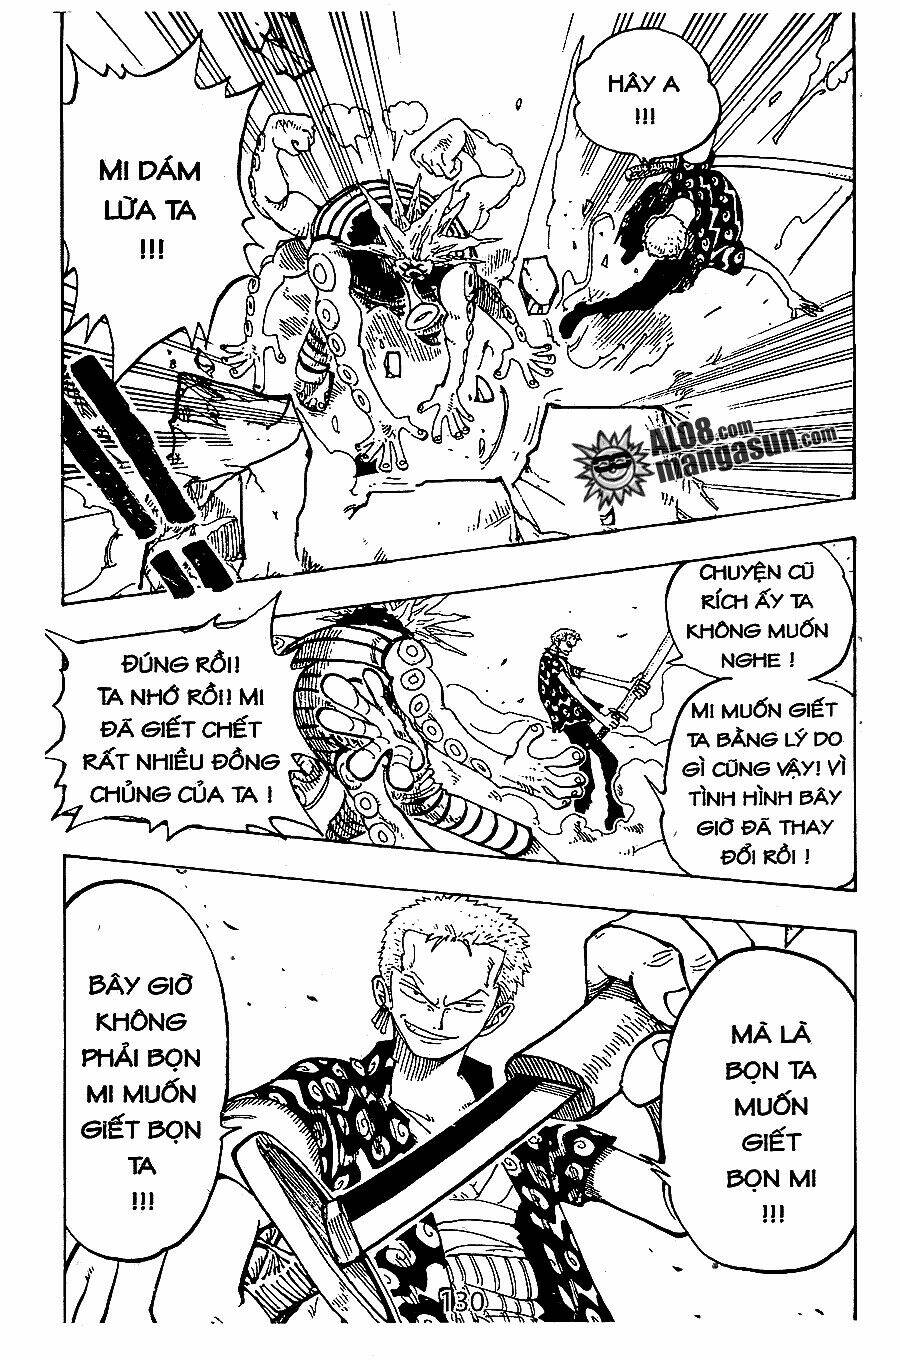 HÂY A
!!!
MI DÁM
LỪA TA
!!!
AL08.com
mangasun.com
CHUYỆN CŨ
RÍCH ẤY TA
KHÔNG MUỐN
NGHE !
MI MUỐN GIẾT
TA BẰNG LÝ DO
GÌ CŨNG VẬY! VÌ
TÌNH HÌNH BÂY
GIỜ ĐÃ THAY
ĐỔI RỒI !
ĐÚNG RỒI!
TA NHỚ RỒI! MI
ĐÃ GIẾT CHẾT
RẤT NHIỀU ĐỒNG
CHỦNG CỦA TA !
BÂY GIỜ
KHÔNG
PHẢI BỌN
MI MUỐN
GIẾT BỌN
TA
!!!
MÀ LÀ
BỌN TA
MUỐN
GIẾT
BỌN MI
!!!
130